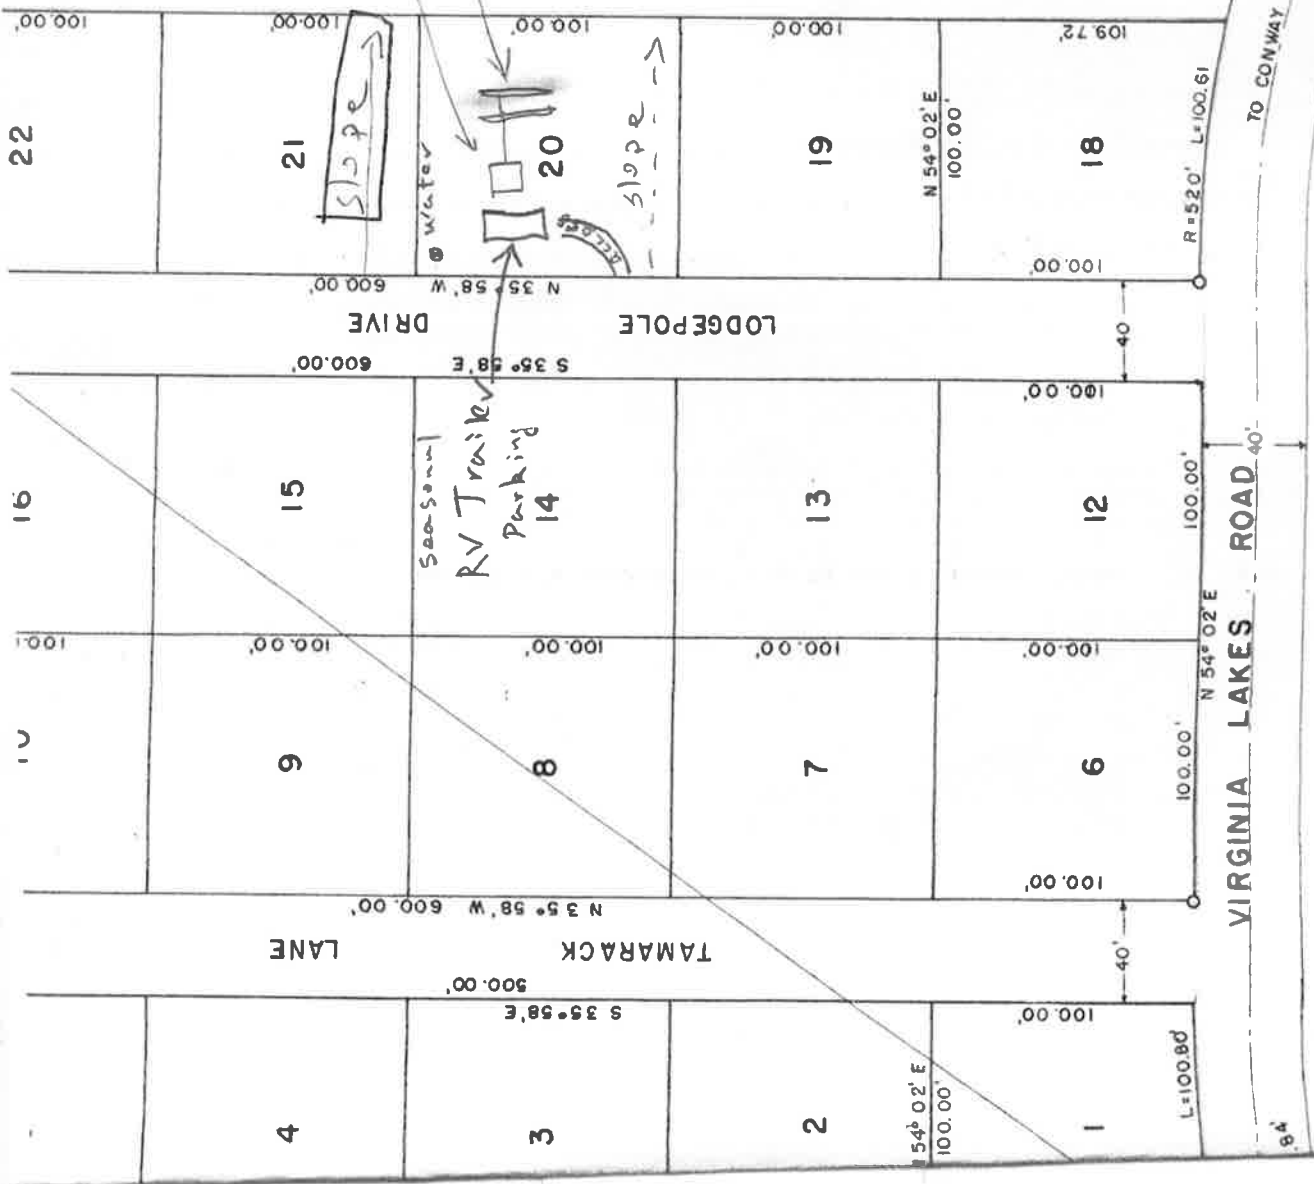 100.00'
100.00'
100.00'
100.00'
109.72'
22
21
slope
water
20
slope
access
19
N 54° 02' E
100.00'
18
R=520' L=100.61
TO CONWAY
N 35° 58' W 600.00'
100.00'
LODGEPOLE DRIVE
40
S 35° 58' E 600.00'
100.00'
16
15
seasonal
RV Trailer
Parking
14
13
12
100.00'
40'
100.00'
100.00'
100.00'
100.00'
9
8
7
6
100.00'
N 54° 02' E
VIRGINIA LAKES ROAD
N 35° 58' W 600.00'
100.00'
TAMARACK LANE
40'
500.00'
S 35° 58' E
100.00'
4
3
2
54° 02' E
100.00'
1
L=100.80'
84'